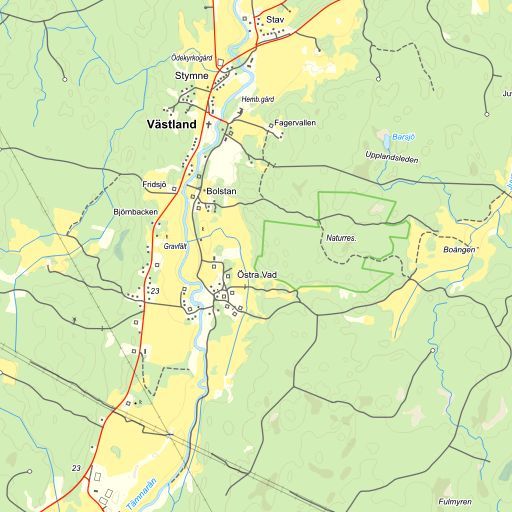 Stav
Ödekyrkogård
Stymne
Hemb.gård
Västland
Fagervallen
Barsjö
Upplandsleden
Fridsjö
Bolstan
Björnbacken
Naturres.
Gravfält
Boängen
Östra Vad
23
23
Tämnarån
Fulmyren